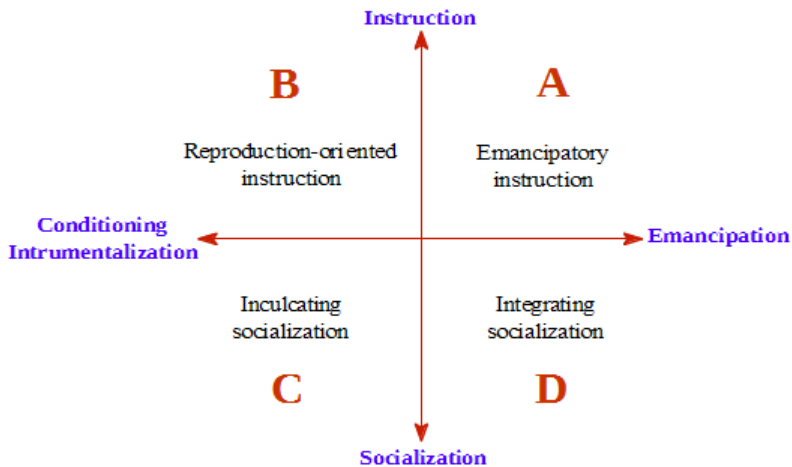 Instruction
B
A
Reproduction-oriented
instruction
Emancipatory
instruction
Conditioning
Intrumentalization
Emancipation
Inculcating
socialization
Integrating
socialization
C
D
Socialization